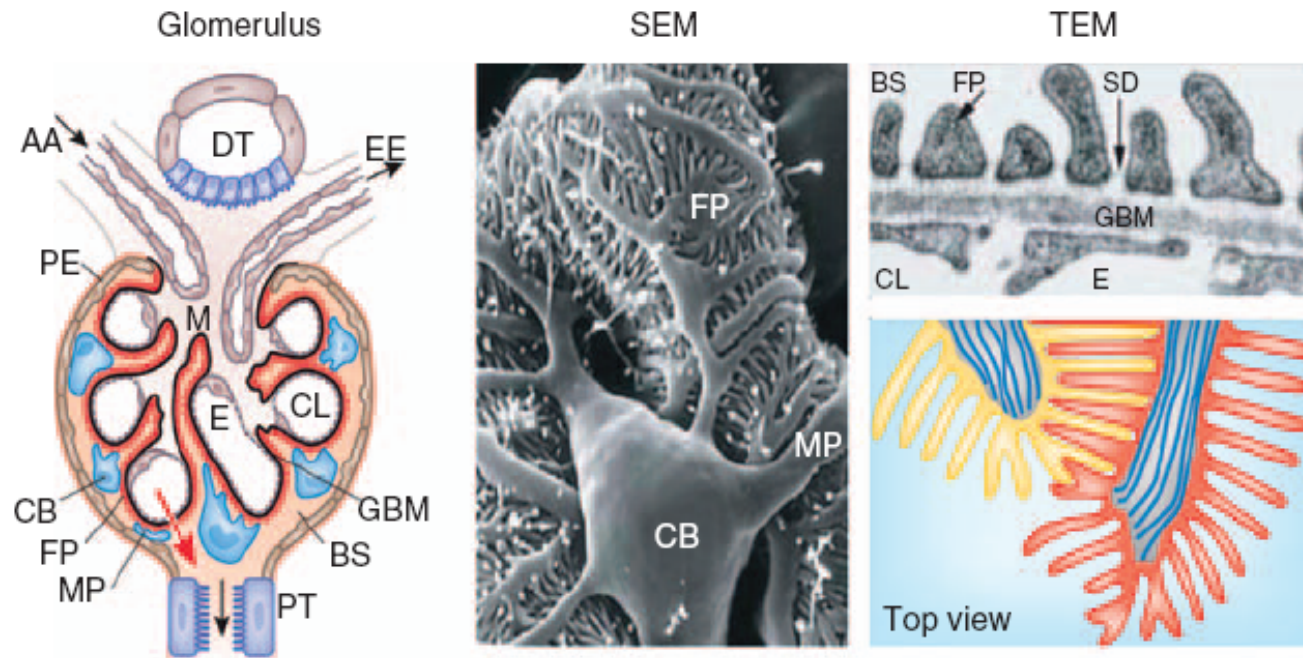 Glomerulus
SEM
TEM
AA
DT
EE
PE
M
E
CL
CB
FP
MP
GBM
BS
PT
FP
MP
CB
BS
FP
SD
GBM
CL
E
Top view